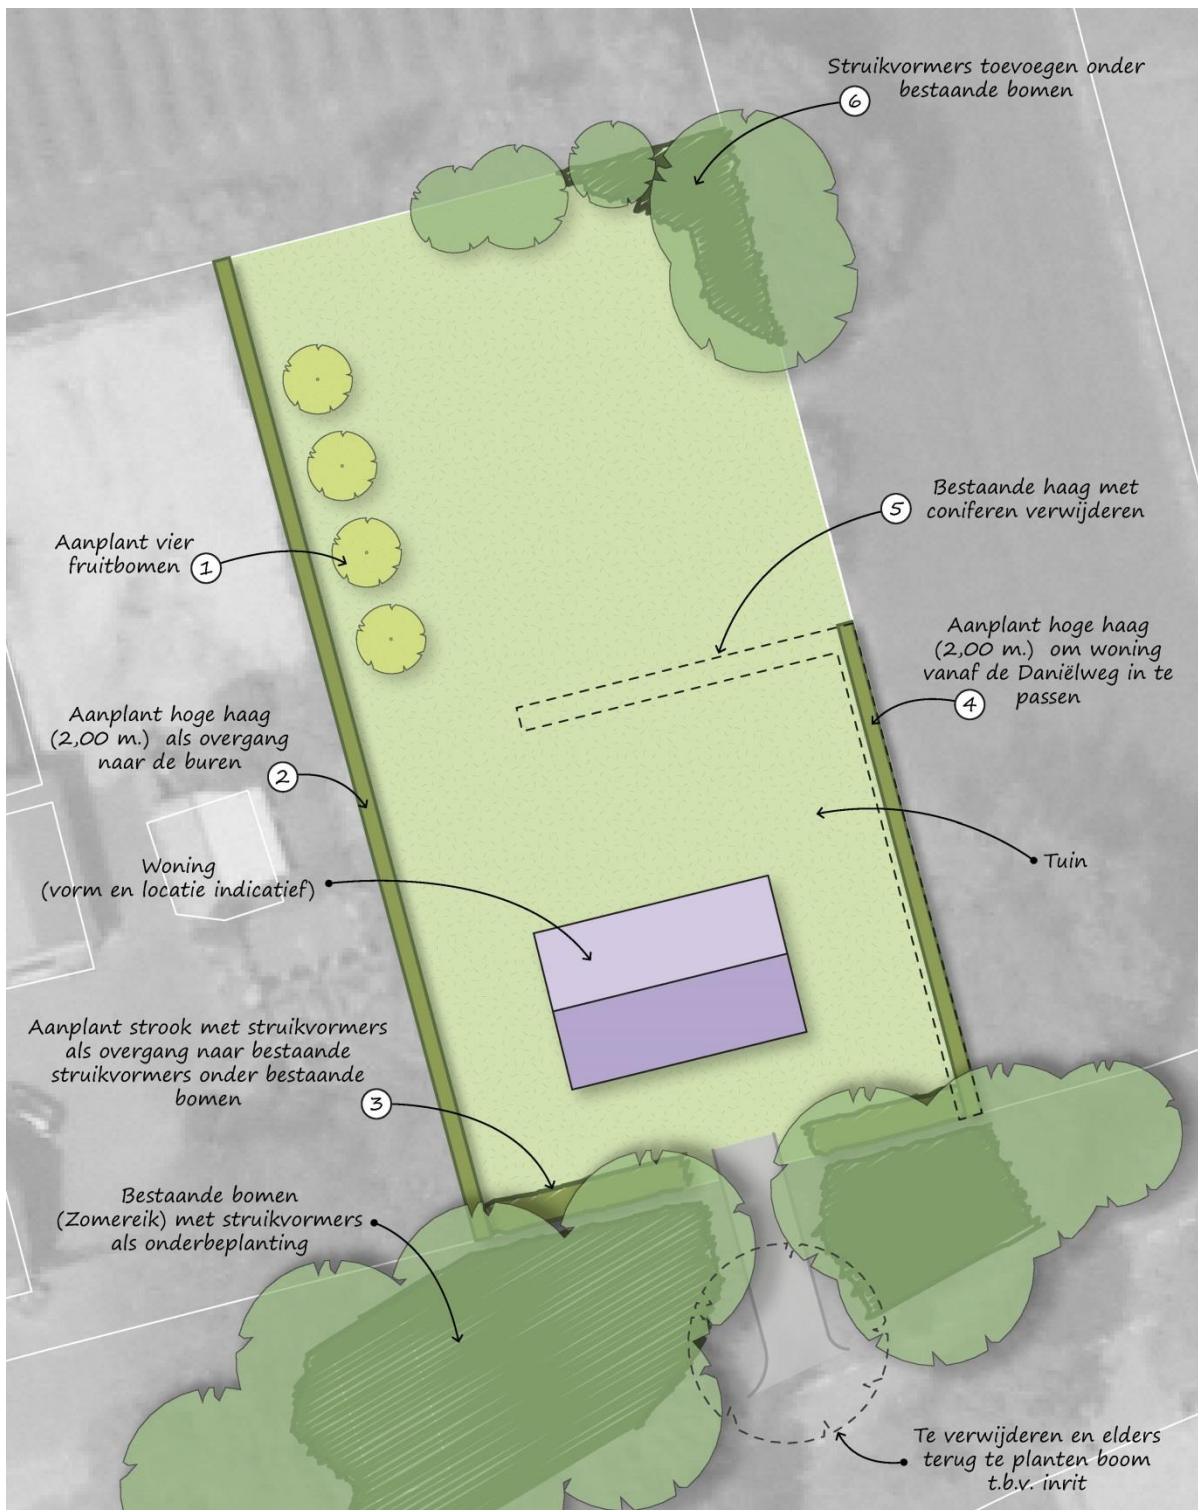 Struikvormers toevoegen onder
bestaande bomen
6
Bestaande haag met
coniferen verwijderen
5
Aanplant vier
fruitbomen
1
Aanplant hoge haag
(2,00 m.) om woning
vanaf de Daniëlweg in te
passen
4
Aanplant hoge haag
(2,00 m.) als overgang
naar de buren
2
Woning
(vorm en locatie indicatief)
Tuin
Aanplant strook met struikvormers
als overgang naar bestaande
struikvormers onder bestaande
bomen
3
Bestaande bomen
(Zomereik) met struikvormers
als onderbeplanting
Te verwijderen en elders
terug te planten boom
t.b.v. inrit